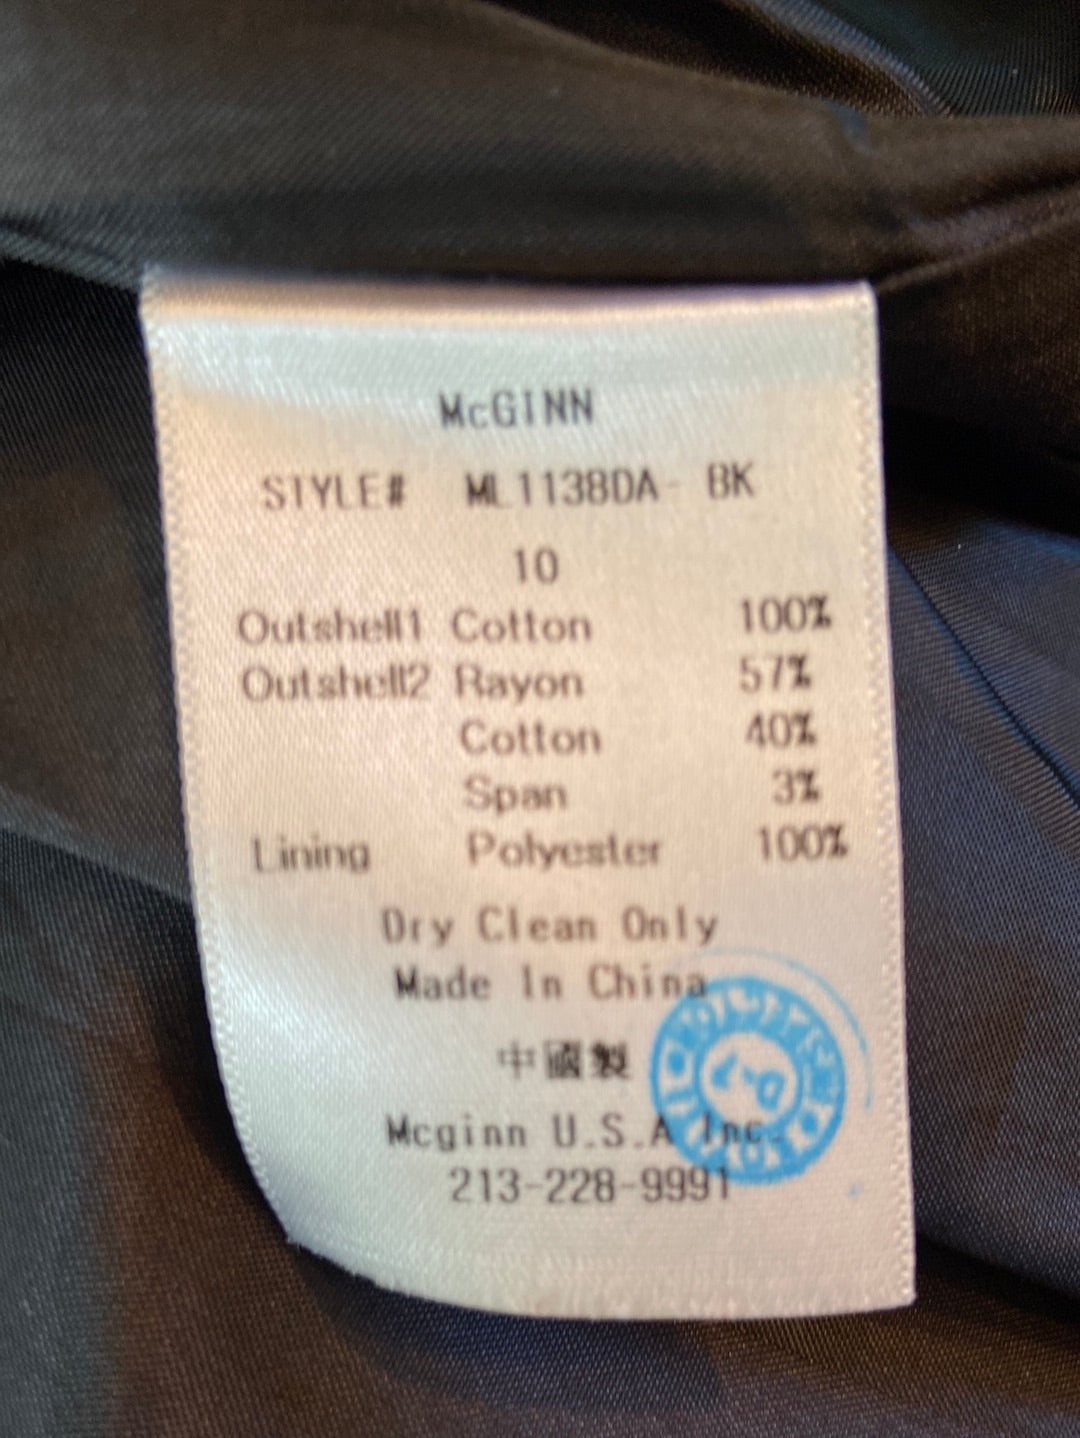 McGINN
STYLE# ML1138DA- BK
10
Outshell1 Cotton 100%
Outshell2 Rayon 57%
Cotton 40%
Span 3%
Lining Polyester 100%
Dry Clean Only
Made In China
中國製
Mcginn U.S.A Inc.
213-228-9991